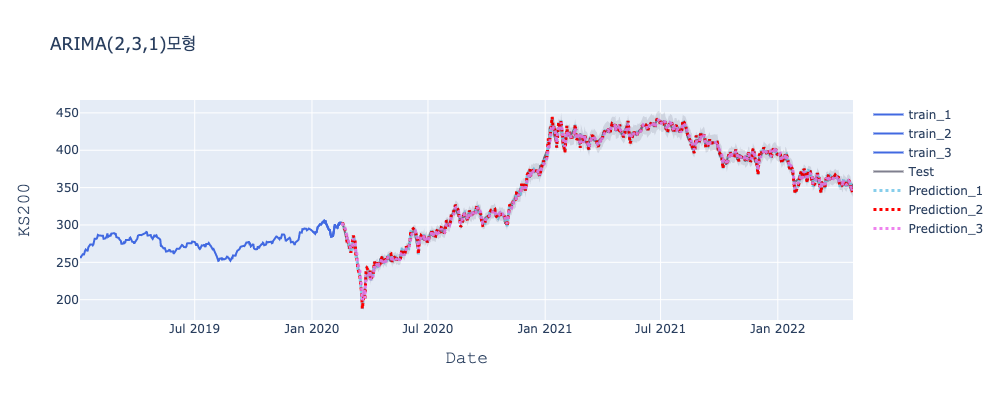 ARIMA(2,3,1)모형
KS200
450
400
350
300
250
200
Jul 2019
Jan 2020
Jul 2020
Jan 2021
Jul 2021
Jan 2022
Date
train_1
train_2
train_3
Test
Prediction_1
Prediction_2
Prediction_3